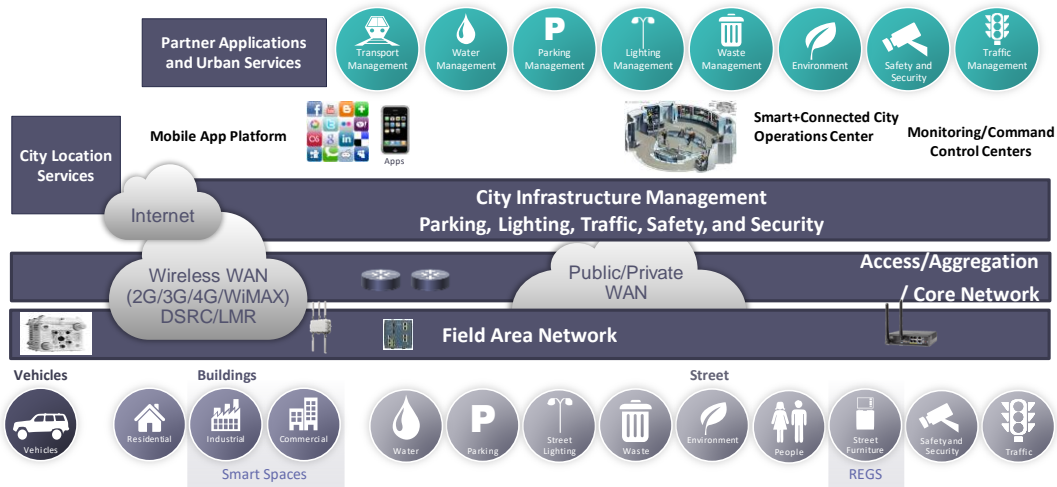 Partner Applications
and Urban Services
Transport
Management
Water
Management
Parking
Management
Lighting
Management
Waste
Management
Environment
Safety and
Security
Traffic
Management
City Location
Services
Mobile App Platform
Apps
Smart+Connected City
Operations Center
Monitoring/Command
Control Centers
Internet
City Infrastructure Management
Parking, Lighting, Traffic, Safety, and Security
Wireless WAN
(2G/3G/4G/WiMAX)
DSRC/LMR
Public/Private
WAN
Access/Aggregation
/ Core Network
Field Area Network
Vehicles
Buildings
Street
Vehicles
Residential
Industrial
Commercial
Water
Parking
Street
Lighting
Waste
Environment
People
Street
Furniture
Safety and
Security
Traffic
Smart Spaces
REGS